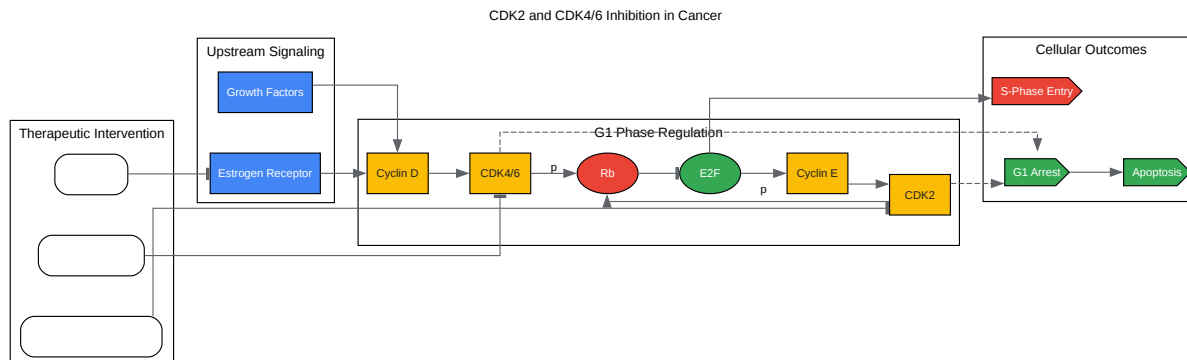 CDK2 and CDK4/6 Inhibition in Cancer
Upstream Signaling
Growth Factors
Estrogen Receptor
Therapeutic Intervention
G1 Phase Regulation
Cyclin D
CDK4/6
p
Rb
E2F
p
Cyclin E
CDK2
Cellular Outcomes
S-Phase Entry
G1 Arrest
Apoptosis